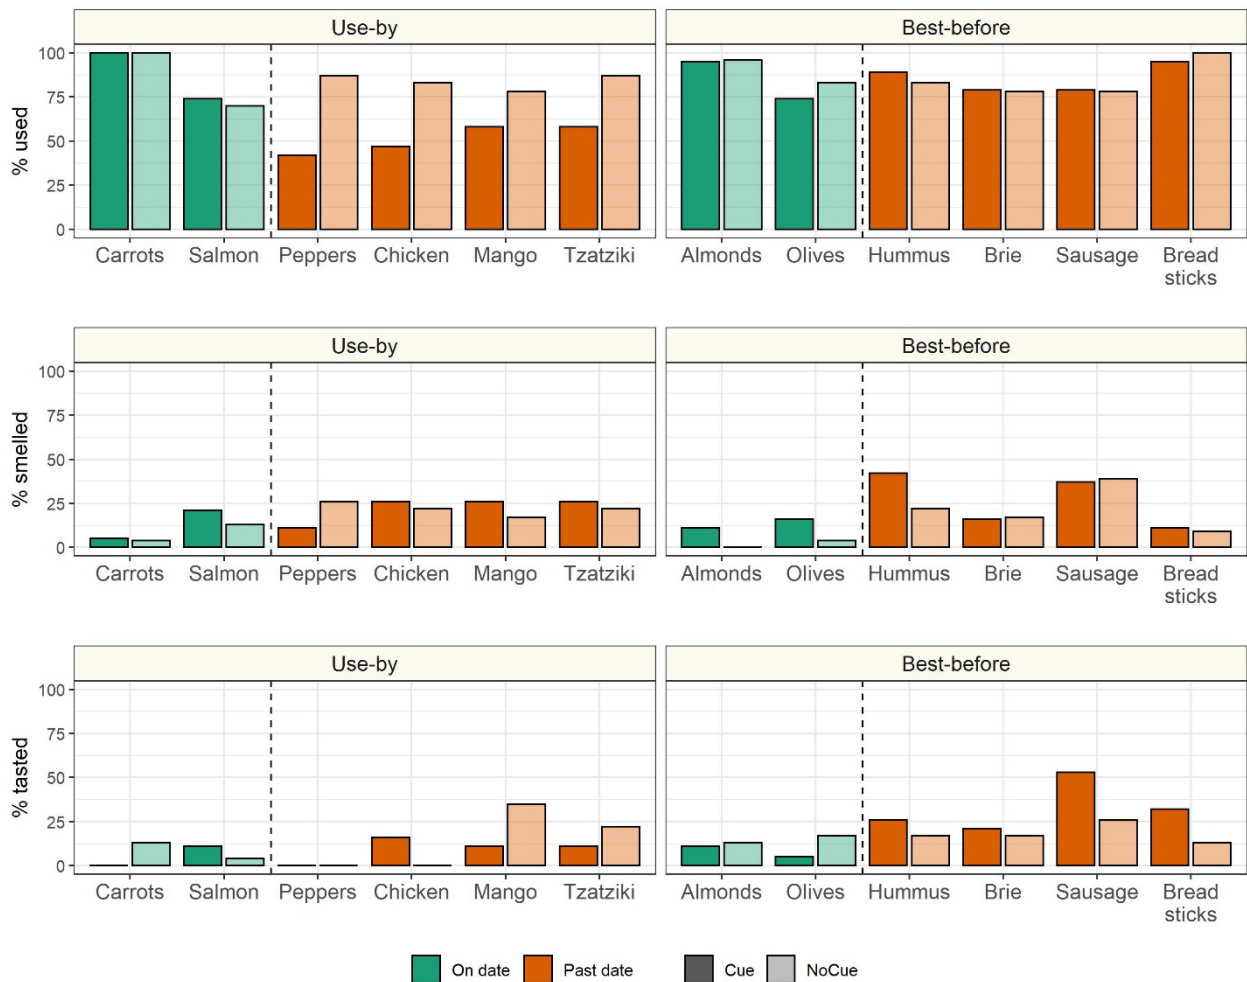 Use-by Best-before
% used
100
75
50
25
0
Carrots Salmon Peppers Chicken Mango Tzatziki Almonds Olives Hummus Brie Sausage Bread
sticks
Use-by Best-before
% smelled
100
75
50
25
0
Carrots Salmon Peppers Chicken Mango Tzatziki Almonds Olives Hummus Brie Sausage Bread
sticks
Use-by Best-before
% tasted
100
75
50
25
0
Carrots Salmon Peppers Chicken Mango Tzatziki Almonds Olives Hummus Brie Sausage Bread
sticks
On date Past date Cue NoCue